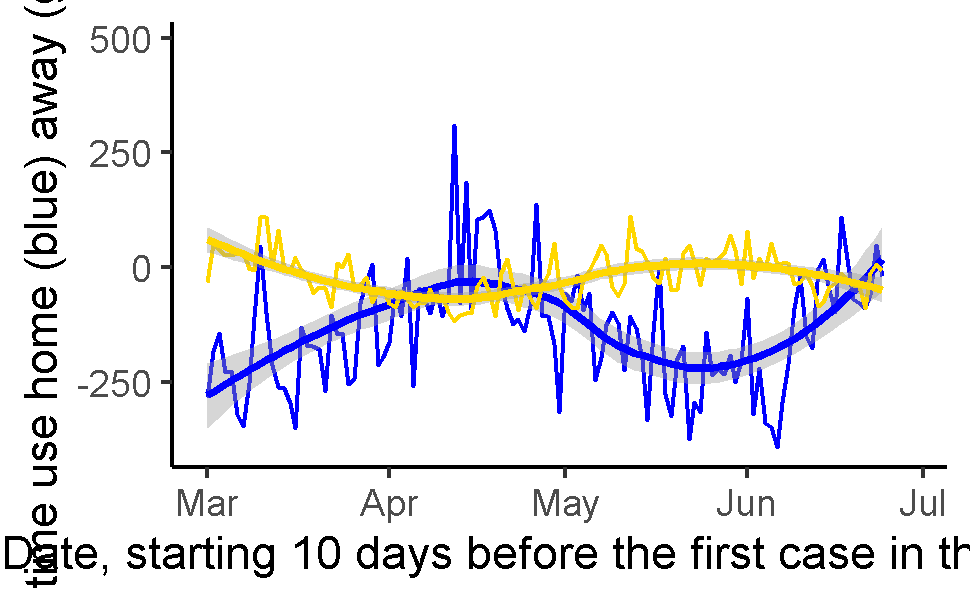 500
250
0
-250
Mar Apr May Jun Jul
Date, starting 10 days before the first case in th
time use home (blue) away (